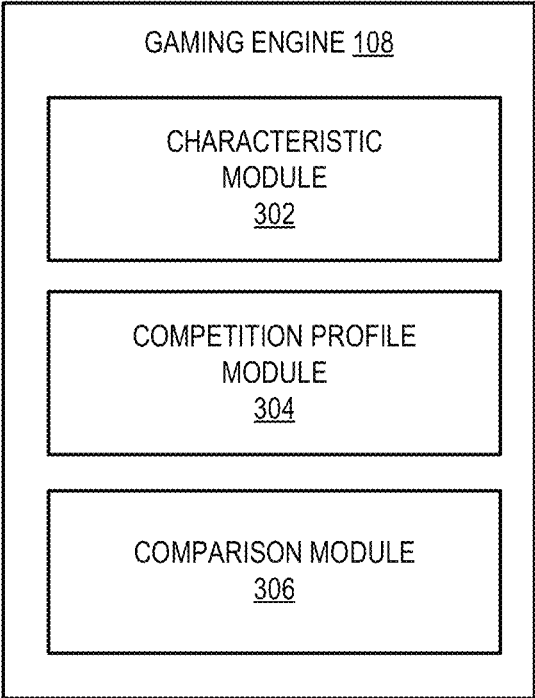 GAMING ENGINE 108
CHARACTERISTIC
MODULE
302
COMPETITION PROFILE
MODULE
304
COMPARISON MODULE
306